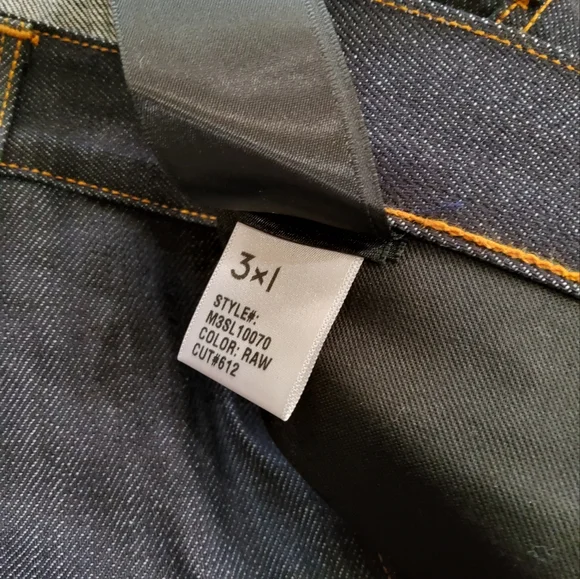 3×1
STYLE#:
M3SL10070
COLOR: RAW
CUT#612